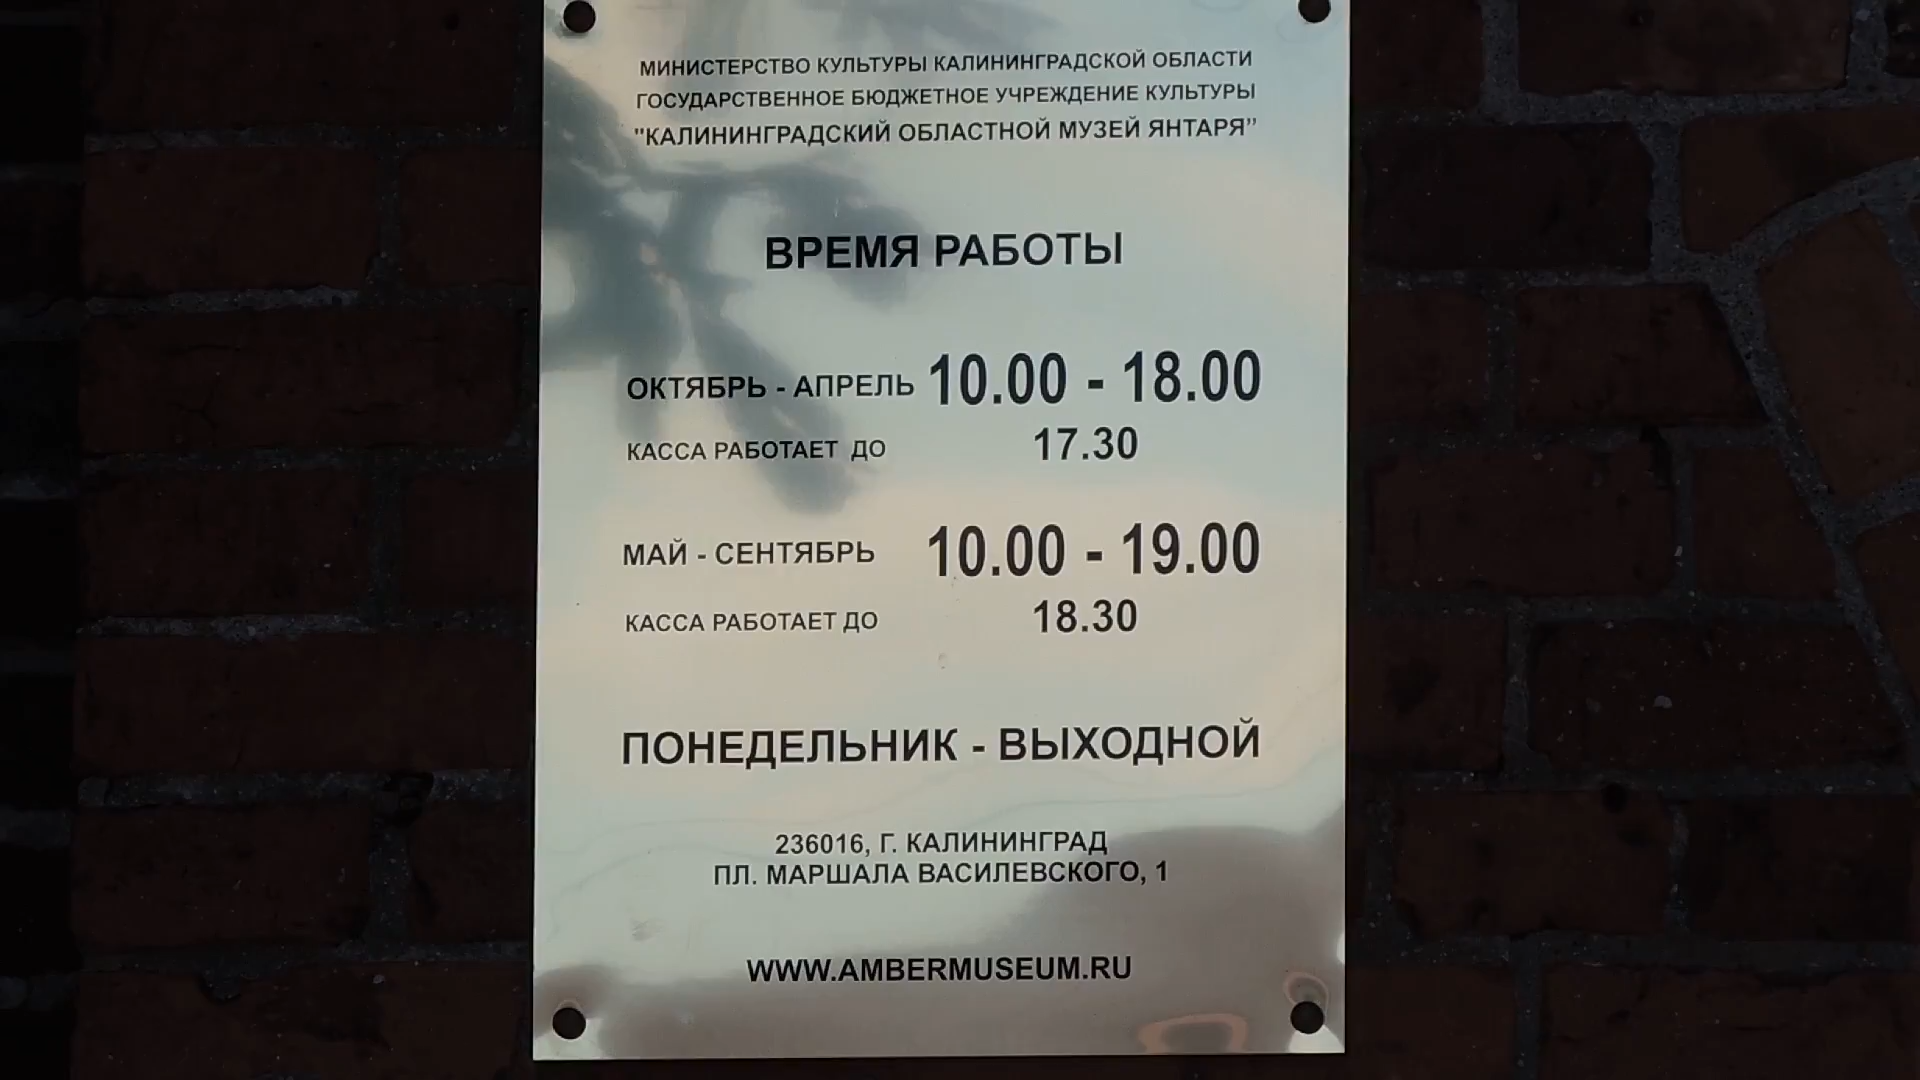 МИНИСТЕРСТВО КУЛЬТУРЫ КАЛИНИНГРАДСКОЙ ОБЛАСТИ
ГОСУДАРСТВЕННОЕ БЮДЖЕТНОЕ УЧРЕЖДЕНИЕ КУЛЬТУРЫ
"КАЛИНИНГРАДСКИЙ ОБЛАСТНОЙ МУЗЕЙ ЯНТАРЯ”
ВРЕМЯ РАБОТЫ
ОКТЯБРЬ - АПРЕЛЬ 10.00 - 18.00
КАССА РАБОТАЕТ ДО 17.30
МАЙ - СЕНТЯБРЬ 10.00 - 19.00
КАССА РАБОТАЕТ ДО 18.30
ПОНЕДЕЛЬНИК - ВЫХОДНОЙ
236016, Г. КАЛИНИНГРАД
ПЛ. МАРШАЛА ВАСИЛЕВСКОГО, 1
WWW.AMBERMUSEUM.RU